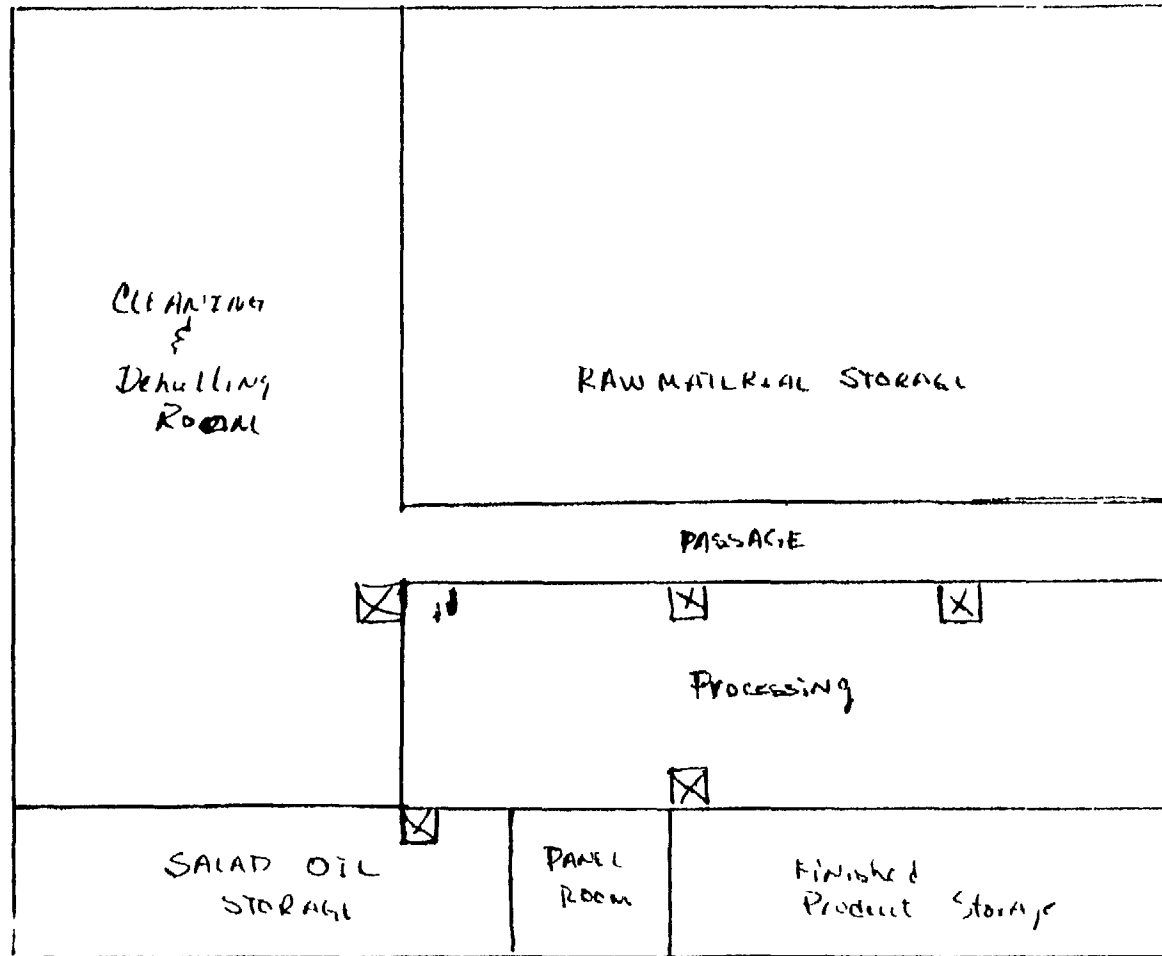 CLEANING
&
Dehulling
ROOM
RAW MATERIAL STORAGE
PASSAGE
Processing
SALAD OIL
STORAGE
PANEL
ROOM
Finished
Product Storage